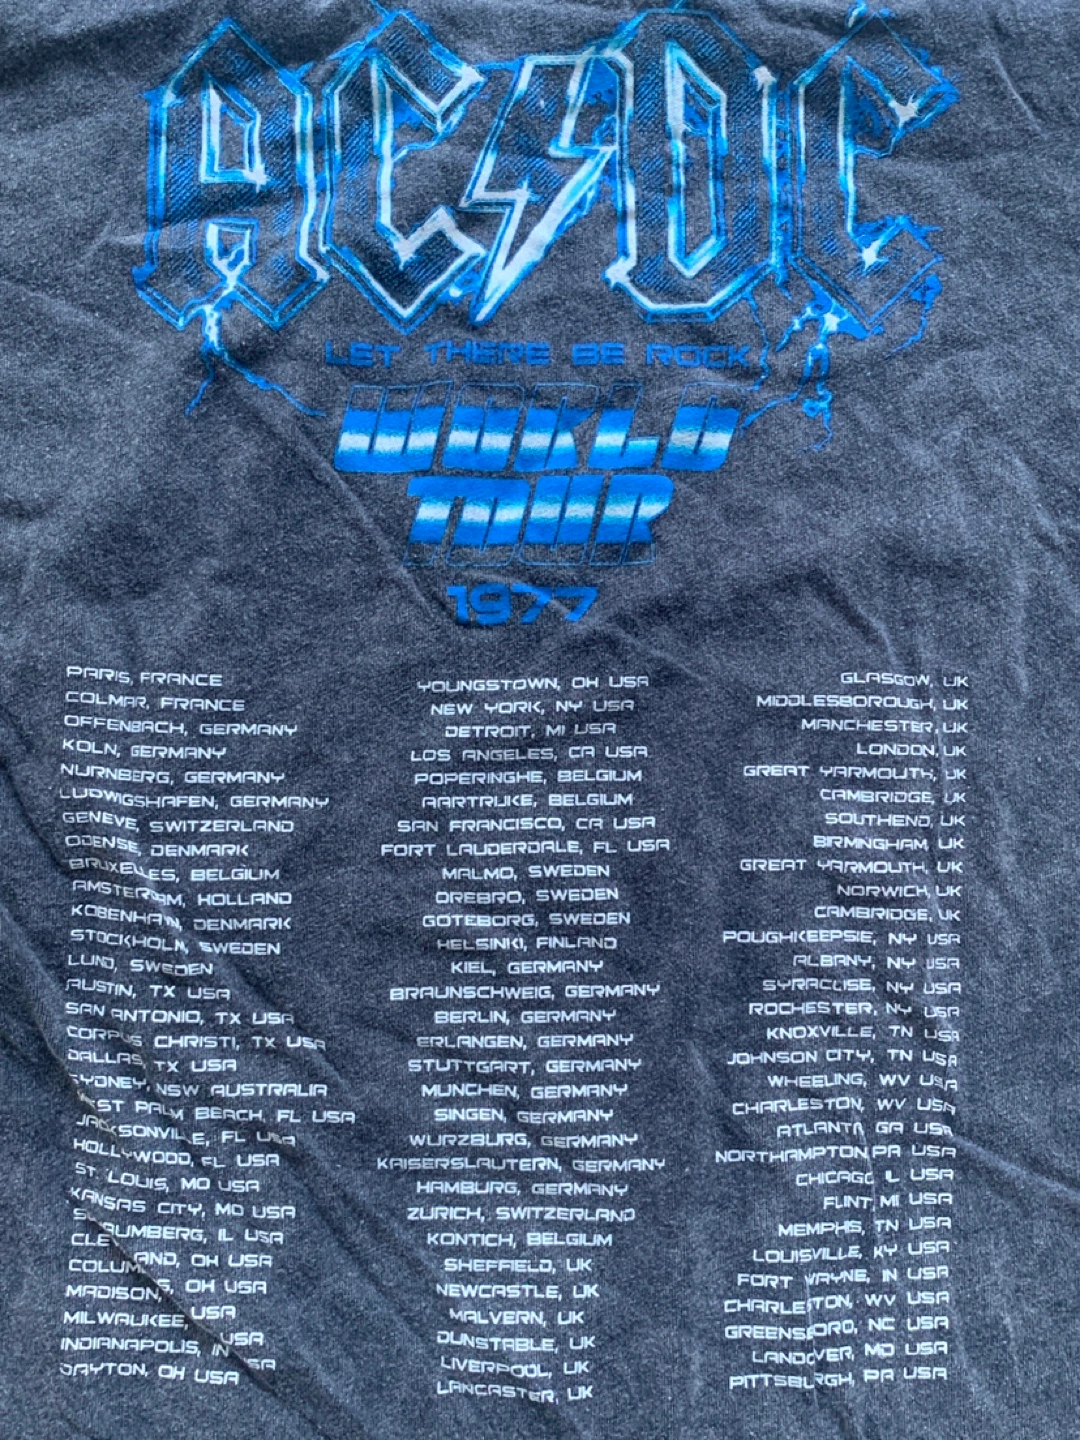 AC/DC
LET THERE BE ROCK
WORLD
TOUR
1977
PARIS, FRANCE
COLMAR, FRANCE
OFFENBACH, GERMANY
KOLN, GERMANY
NURNBERG, GERMANY
LUDWIGSHAFEN, GERMANY
GENEVE, SWITZERLAND
ODENSE, DENMARK
BRUXELLES, BELGIUM
AMSTERDAM, HOLLAND
KOBENHAVN, DENMARK
STOCKHOLM, SWEDEN
LUND, SWEDEN
AUSTIN, TX USA
SAN ANTONIO, TX USA
CORPUS CHRISTI, TX USA
DALLAS, TX USA
SYDNEY, NSW AUSTRALIA
WEST PALM BEACH, FL USA
JACKSONVILLE, FL USA
HOLLYWOOD, FL USA
ST. LOUIS, MO USA
KANSAS CITY, MO USA
SCHAUMBERG, IL USA
CLEVELAND, OH USA
COLUMBUS, OH USA
MADISON, USA
MILWAUKEE, USA
INDIANAPOLIS, IN USA
DAYTON, OH USA
YOUNGSTOWN, OH USA
NEW YORK, NY USA
DETROIT, MI USA
LOS ANGELES, CA USA
POPERINGHE, BELGIUM
AARTRIJKE, BELGIUM
SAN FRANCISCO, CA USA
FORT LAUDERDALE, FL USA
MALMO, SWEDEN
OREBRO, SWEDEN
GOTEBORG, SWEDEN
HELSINKI, FINLAND
KIEL, GERMANY
BRAUNSCHWEIG, GERMANY
BERLIN, GERMANY
ERLANGEN, GERMANY
STUTTGART, GERMANY
MUNCHEN, GERMANY
SINGEN, GERMANY
WURZBURG, GERMANY
KAISERSLAUTERN, GERMANY
HAMBURG, GERMANY
ZURICH, SWITZERLAND
KONTICH, BELGIUM
SHEFFIELD, UK
NEWCASTLE, UK
MALVERN, UK
DUNSTABLE, UK
LIVERPOOL, UK
LANCASTER, UK
GLASGOW, UK
MIDDLESBOROUGH, UK
MANCHESTER, UK
LONDON, UK
GREAT YARMOUTH, UK
CAMBRIDGE, UK
SOUTHEND, UK
BIRMINGHAM, UK
GREAT YARMOUTH, UK
NORWICH, UK
CAMBRIDGE, UK
POUGHKEEPSIE, NY USA
ALBANY, NY USA
SYRACUSE, NY USA
ROCHESTER, NY USA
KNOXVILLE, TN USA
JOHNSON CITY, TN USA
WHEELING, WV USA
CHARLESTON, WV USA
ATLANTA GA USA
NORTHAMPTON, PA USA
CHICAGO IL USA
FLINT, MI USA
MEMPHIS, TN USA
LOUISVILLE, KY USA
FORT WAYNE, IN USA
CHARLESTON, WV USA
GREENSBORO, NC USA
LANDOVER, MD USA
PITTSBURGH, PA USA